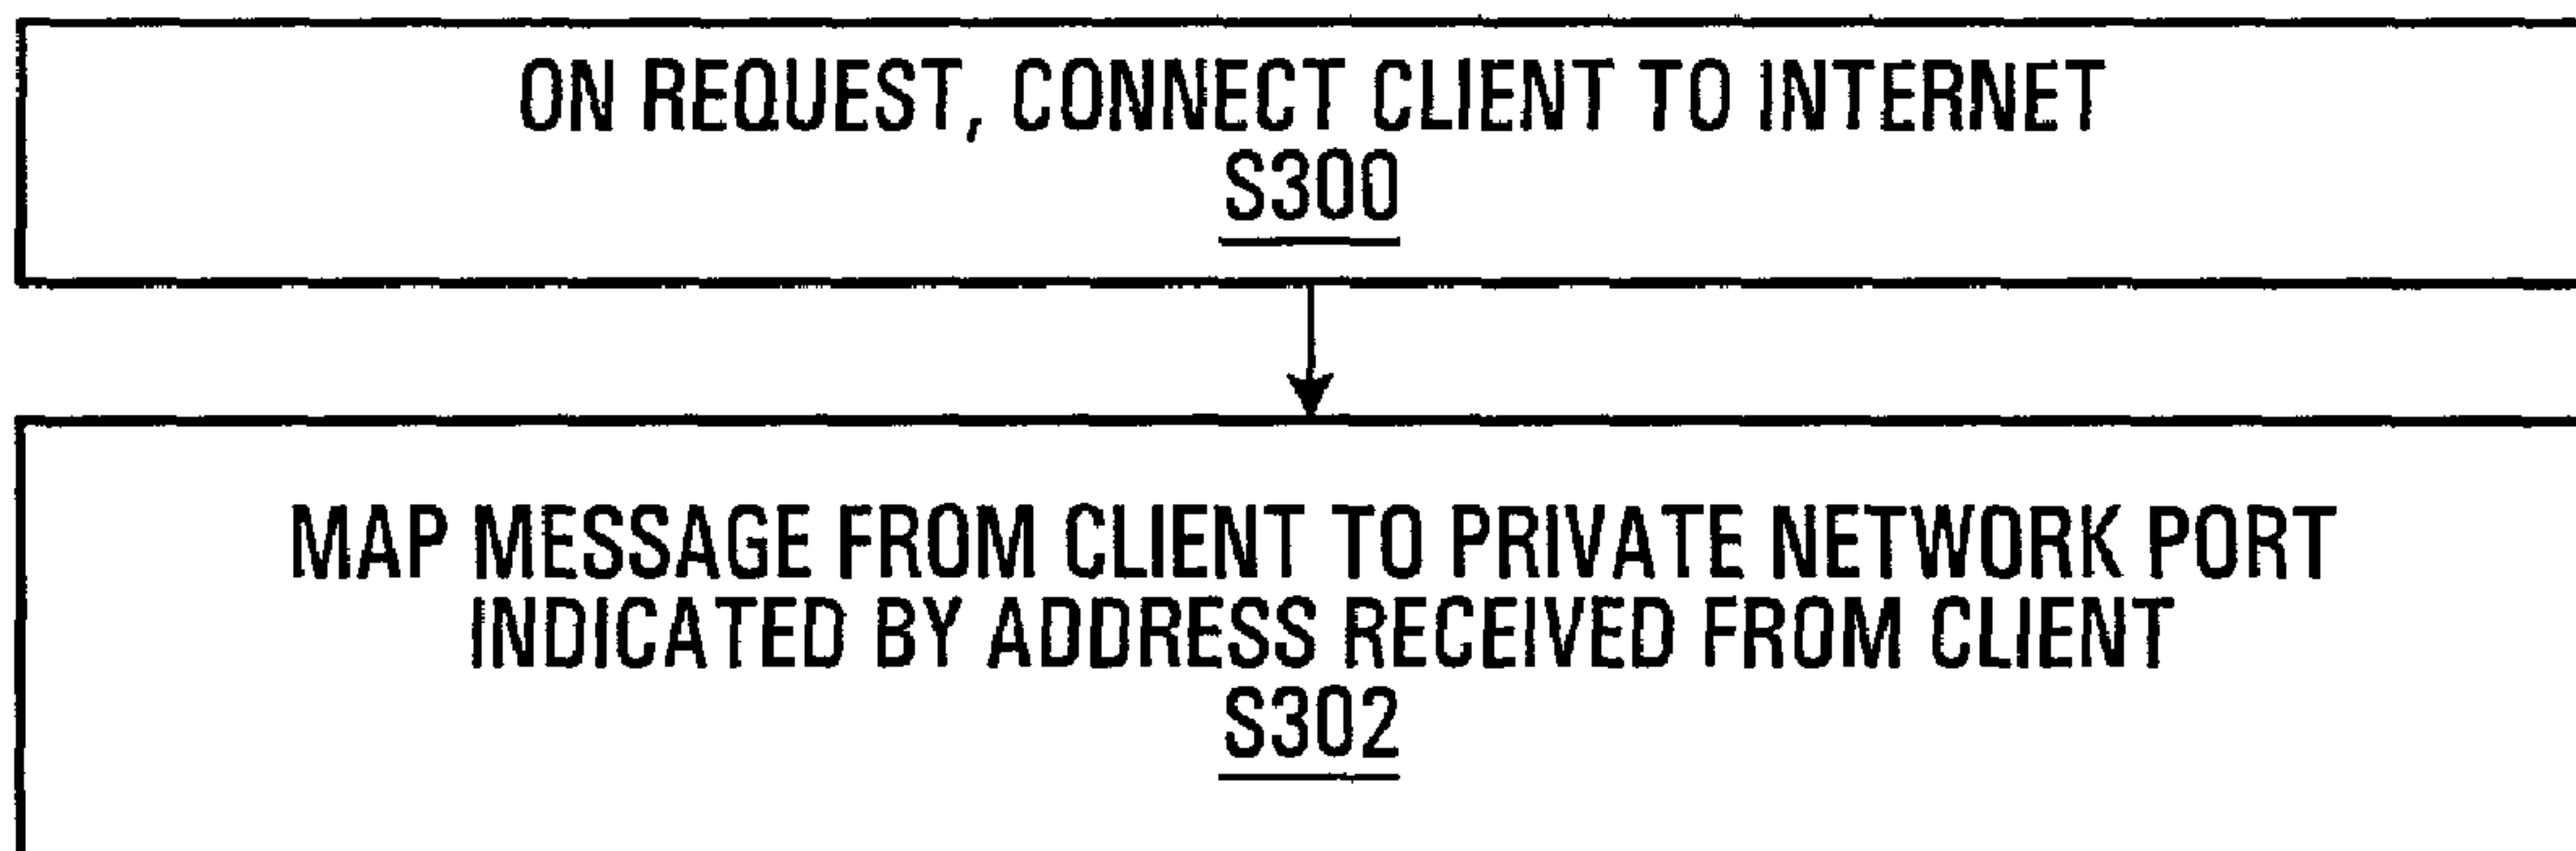 ON REQUEST, CONNECT CLIENT TO INTERNET
S300
MAP MESSAGE FROM CLIENT TO PRIVATE NETWORK PORT
INDICATED BY ADDRESS RECEIVED FROM CLIENT
S302